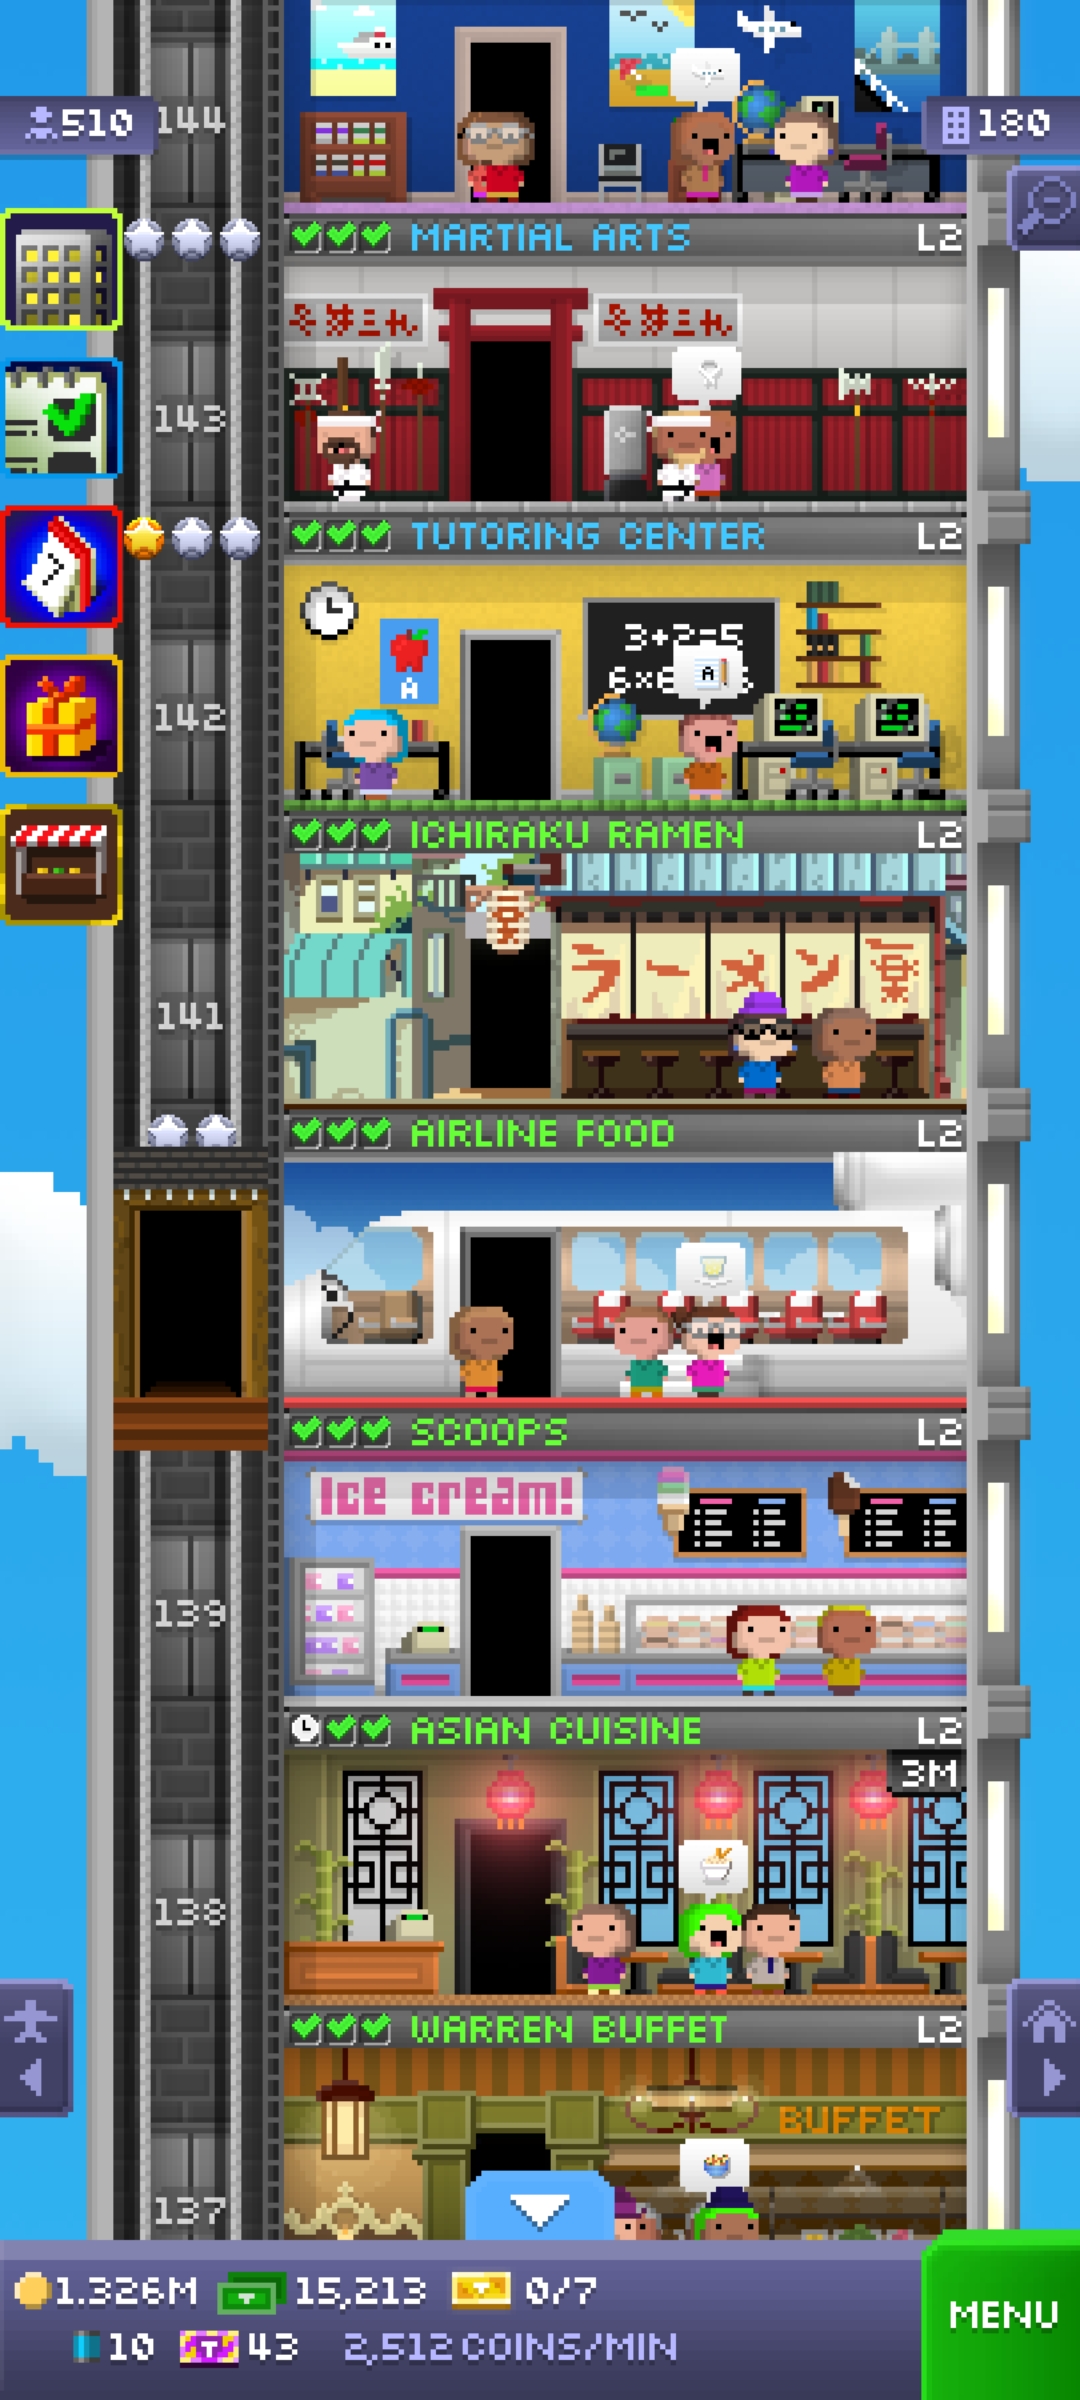 510
144
180
MARTIAL ARTS
L2
143
TUTORING CENTER
L2
3+2=5
A
A
142
ICHIRAKU RAMEN
L2
ラーメン
141
AIRLINE FOOD
L2
SCOOPS
L2
Ice cream!
139
ASIAN CUISINE
L2
3M
138
WARREN BUFFET
L2
BUFFET
137
1.326M
15,213
0/7
10
T
43
2,512 COINS/MIN
MENU